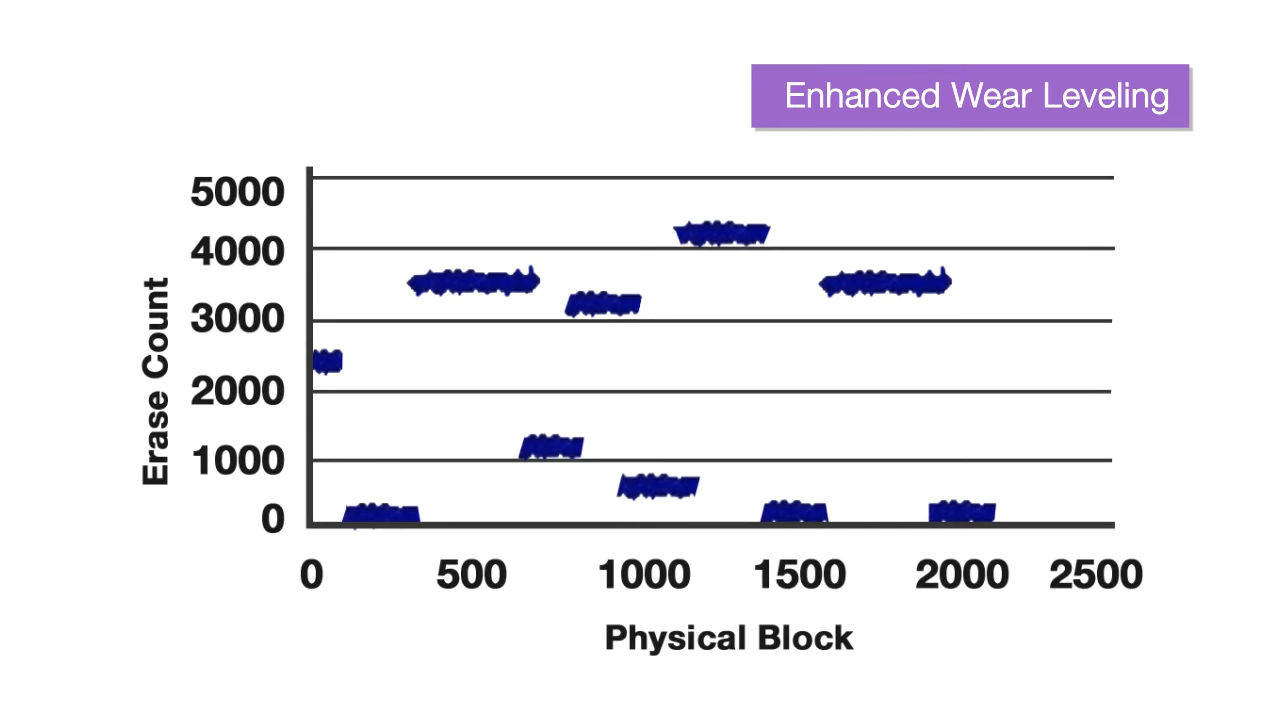 Enhanced Wear Leveling
5000
4000
3000
2000
1000
0
Erase Count
0 500 1000 1500 2000 2500
Physical Block